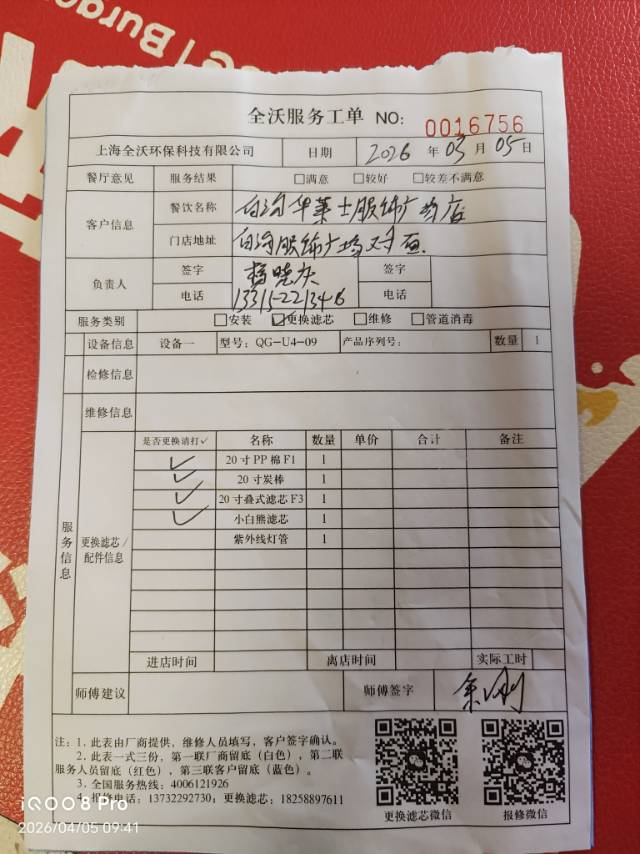 Burge
全沃服务工单 NO: 0016756
上海全沃环保科技有限公司 日期 2026 年 03 月 05 日
餐厅意见 服务结果 □满意 □较好 □较差不满意
客户信息 餐饮名称 白沟华莱士服饰广场店
门店地址 白沟服饰广场对面.
负责人 签字 签字
电话 13315221346 电话
服务类别 □安装 ☑更换滤芯 □维修 □管道消毒
设备信息 设备一 型号: QG-U4-09 产品序列号: 数量 1
检修信息
维修信息
服务信息 更换滤芯/配件信息
是否更换请打✓ 名称 数量 单价 合计 备注
✓ 20寸PP棉F1 1
✓ 20寸炭棒 1
✓ 20寸叠式滤芯F3 1
✓ 小白熊滤芯 1
紫外线灯管 1
进店时间 离店时间 实际工时
师傅建议 师傅签字
注: 1. 此表由厂商提供, 维修人员填写, 客户签字确认。
2. 此表一式三份, 第一联厂商留底(白色)。第二联
服务人员留底(红色), 第三联客户留底(蓝色)。
3. 全国服务热线: 4006121926
报修电话: 13732292730; 更换滤芯: 18258897611
更换滤芯微信 报修微信
iQOO 8 Pro
2026/04/05 09:41